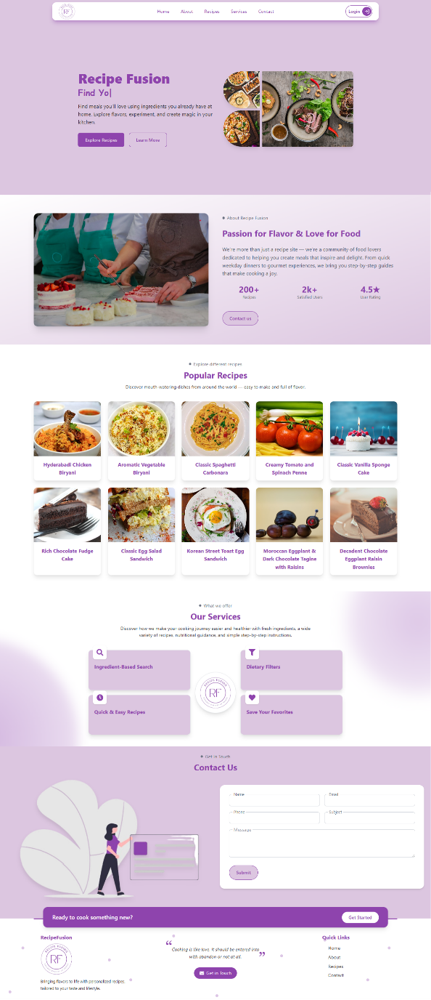 RECIPE FUSION
RF
Home About Recipes Services Contact
Login
Recipe Fusion
Find Yo|
Find meals you'll love using ingredients you already have at
home. Explore flavors, experiment, and create magic in your
kitchen.
Explore Recipes Learn More
About Recipe Fusion
Passion for Flavor & Love for Food
We're more than just a recipe site — we're a community of food lovers
dedicated to helping you create meals that inspire and delight. From quick
weekday dinners to gourmet experiences, we bring you step-by-step guides
that make cooking a joy.
200+ 2k+ 4.5★
Recipes Satisfied Users User Rating
Contact us
Explore different recipes
Popular Recipes
Discover mouth-watering dishes from around the world — easy to make and full of flavor.
Hyderabadi Chicken
Biryani
Aromatic Vegetable
Biryani
Classic Spaghetti
Carbonara
Creamy Tomato and
Spinach Penne
Classic Vanilla Sponge
Cake
Rich Chocolate Fudge
Cake
Classic Egg Salad
Sandwich
Korean Street Toast Egg
Sandwich
Moroccan Eggplant &
Dark Chocolate Tagine
with Raisins
Decadent Chocolate
Eggplant Raisin
Brownies
What we offer
Our Services
Discover how we make your cooking journey easier and healthier with fresh ingredients, a wide
variety of recipes, nutritional guidance, and simple step-by-step instructions.
Ingredient-Based Search
Dietary Filters
RECIPE FUSION
RF
Quick & Easy Recipes
Save Your Favorites
Get in Touch
Contact Us
Name
Email
Phone
Subject
Message
Submit
Ready to cook something new?
Get Started
RecipeFusion
RECIPE FUSION
RF
Bringing flavors to life with personalized recipes,
tailored to your taste and lifestyle.
“Cooking is like love. It should be entered into
with abandon or not at all.”
Get in Touch
Quick Links
Home
About
Recipes
Contact